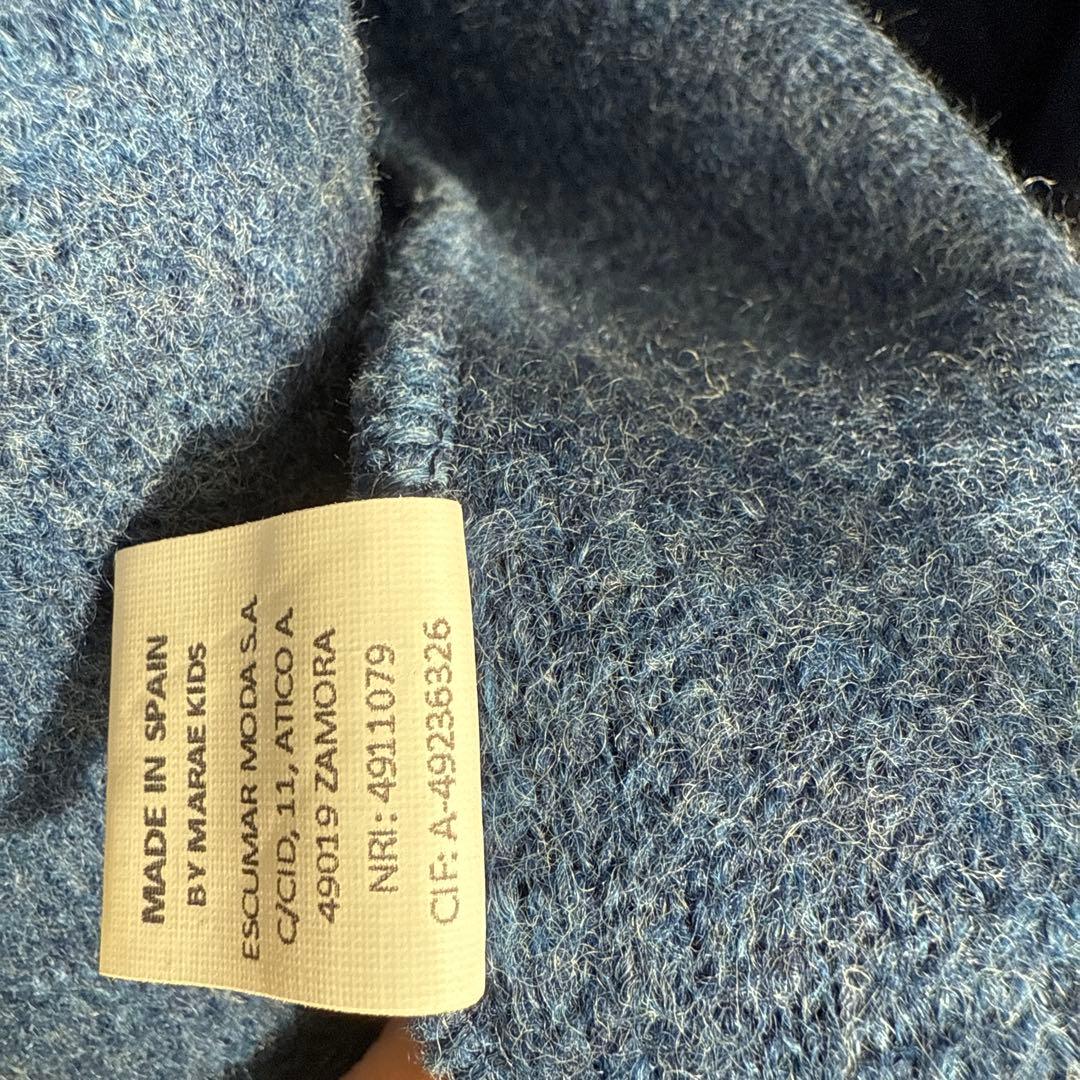 MADE IN SPAIN
BY MARAE KIDS
ESCUMAR MODA S.A
C/CID, 11, ATICO A
49019 ZAMORA
NRI: 4911079
CIF: A-49236326